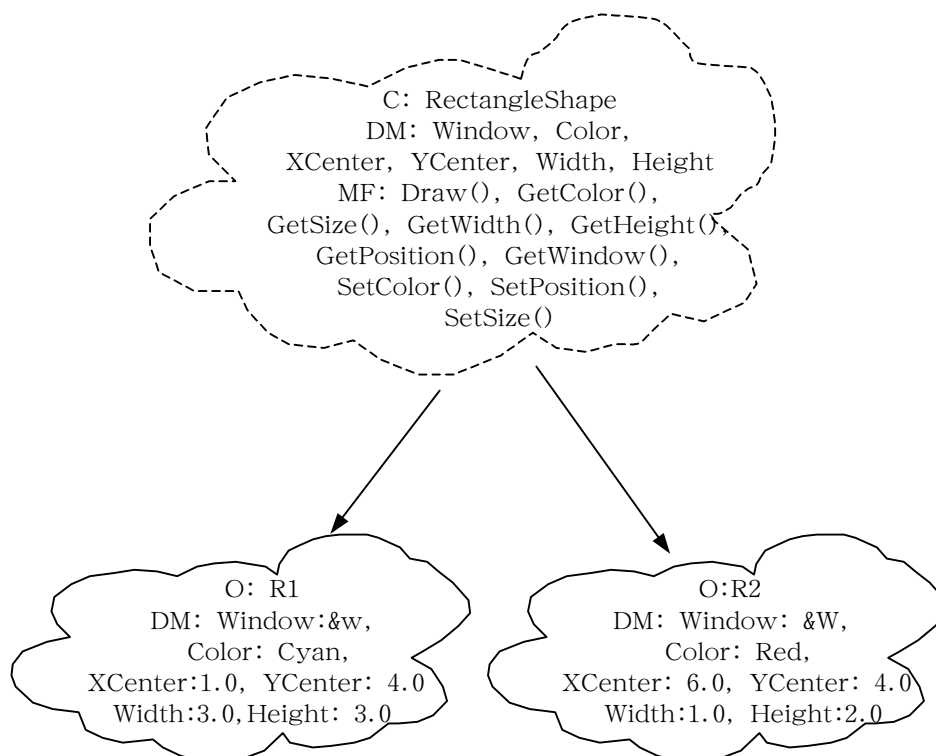 C: RectangleShape
DM: Window, Color,
XCenter, YCenter, Width, Height
MF: Draw(), GetColor(),
GetSize(), GetWidth(), GetHeight(),
GetPosition(), GetWindow(),
SetColor(), SetPosition(),
SetSize()
O: R1
DM: Window:&w,
Color: Cyan,
XCenter:1.0, YCenter: 4.0
Width:3.0,Height: 3.0
O:R2
DM: Window: &W,
Color: Red,
XCenter: 6.0, YCenter: 4.0
Width:1.0, Height:2.0